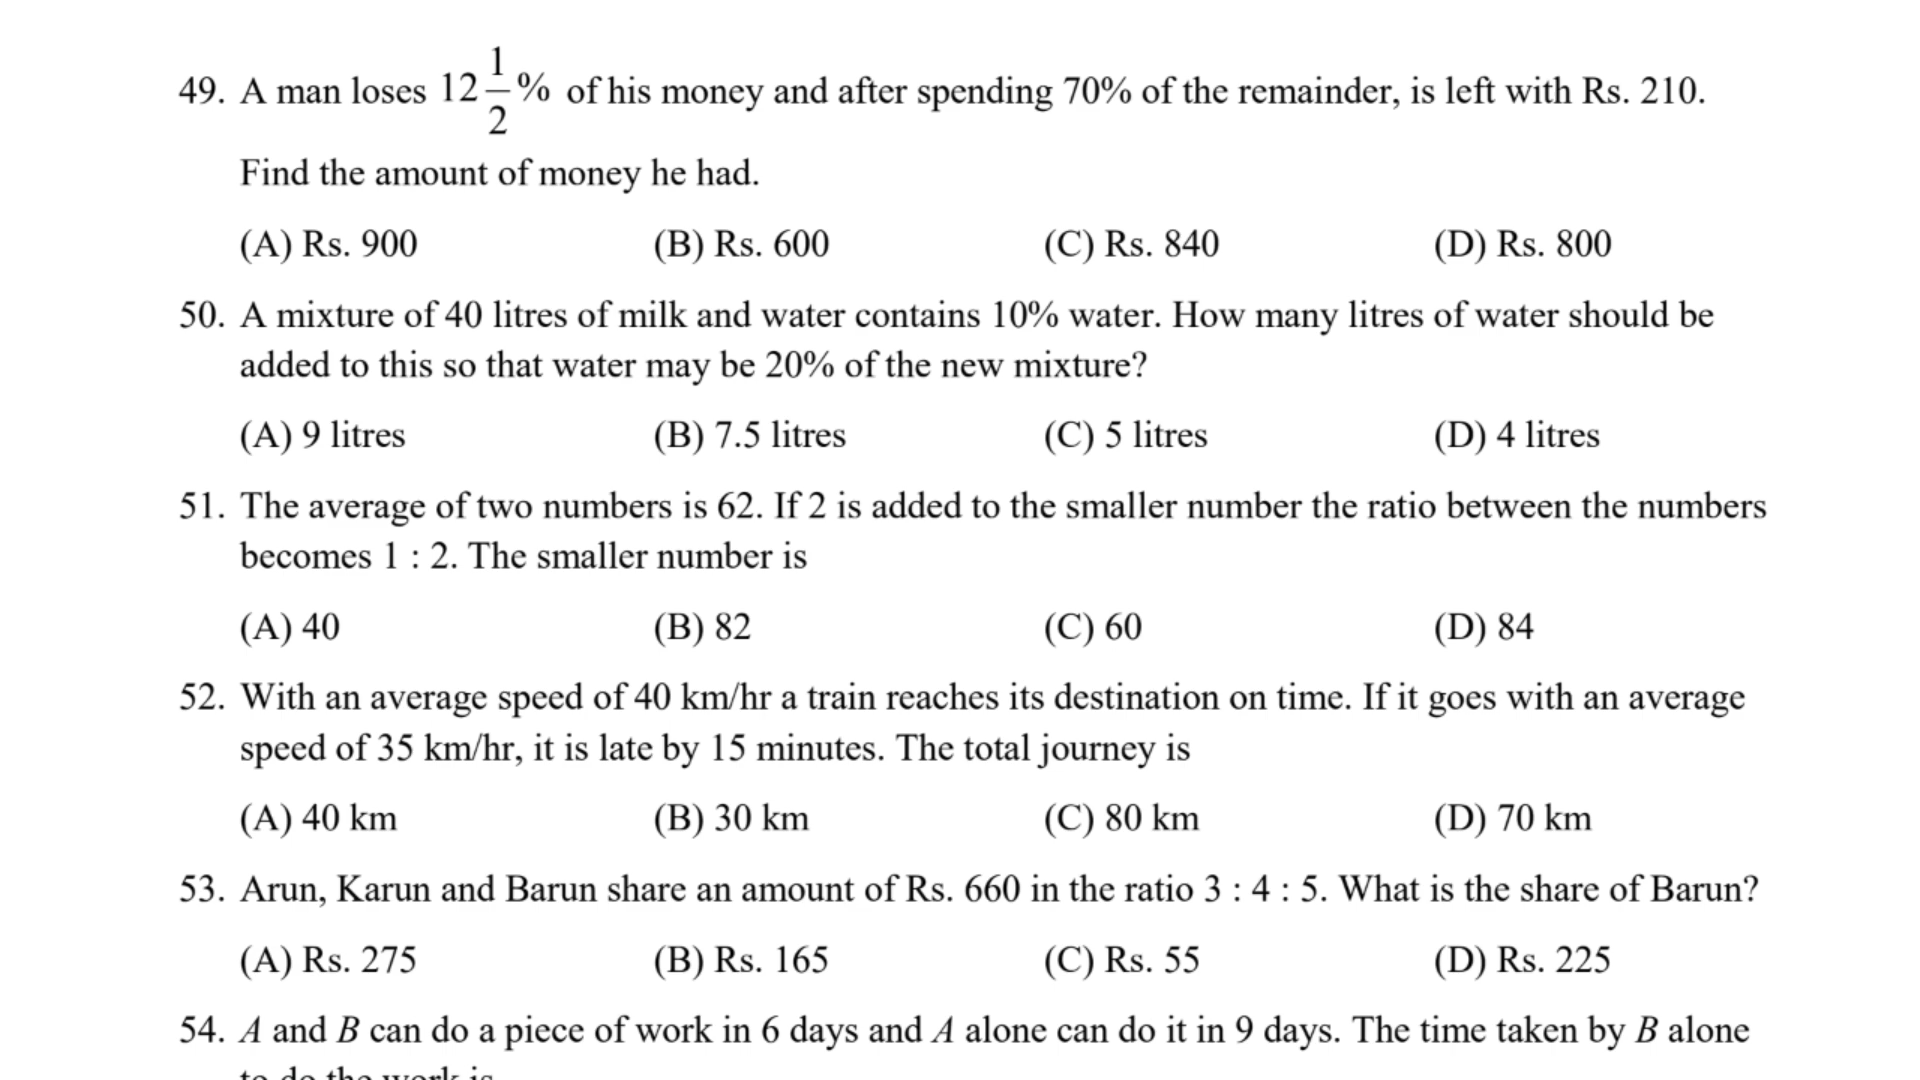 49. A man loses 12 1/2 % of his money and after spending 70% of the remainder, is left with Rs. 210.
Find the amount of money he had.
(A) Rs. 900 (B) Rs. 600 (C) Rs. 840 (D) Rs. 800
50. A mixture of 40 litres of milk and water contains 10% water. How many litres of water should be
added to this so that water may be 20% of the new mixture?
(A) 9 litres (B) 7.5 litres (C) 5 litres (D) 4 litres
51. The average of two numbers is 62. If 2 is added to the smaller number the ratio between the numbers
becomes 1 : 2. The smaller number is
(A) 40 (B) 82 (C) 60 (D) 84
52. With an average speed of 40 km/hr a train reaches its destination on time. If it goes with an average
speed of 35 km/hr, it is late by 15 minutes. The total journey is
(A) 40 km (B) 30 km (C) 80 km (D) 70 km
53. Arun, Karun and Barun share an amount of Rs. 660 in the ratio 3 : 4 : 5. What is the share of Barun?
(A) Rs. 275 (B) Rs. 165 (C) Rs. 55 (D) Rs. 225
54. A and B can do a piece of work in 6 days and A alone can do it in 9 days. The time taken by B alone
to do the work is